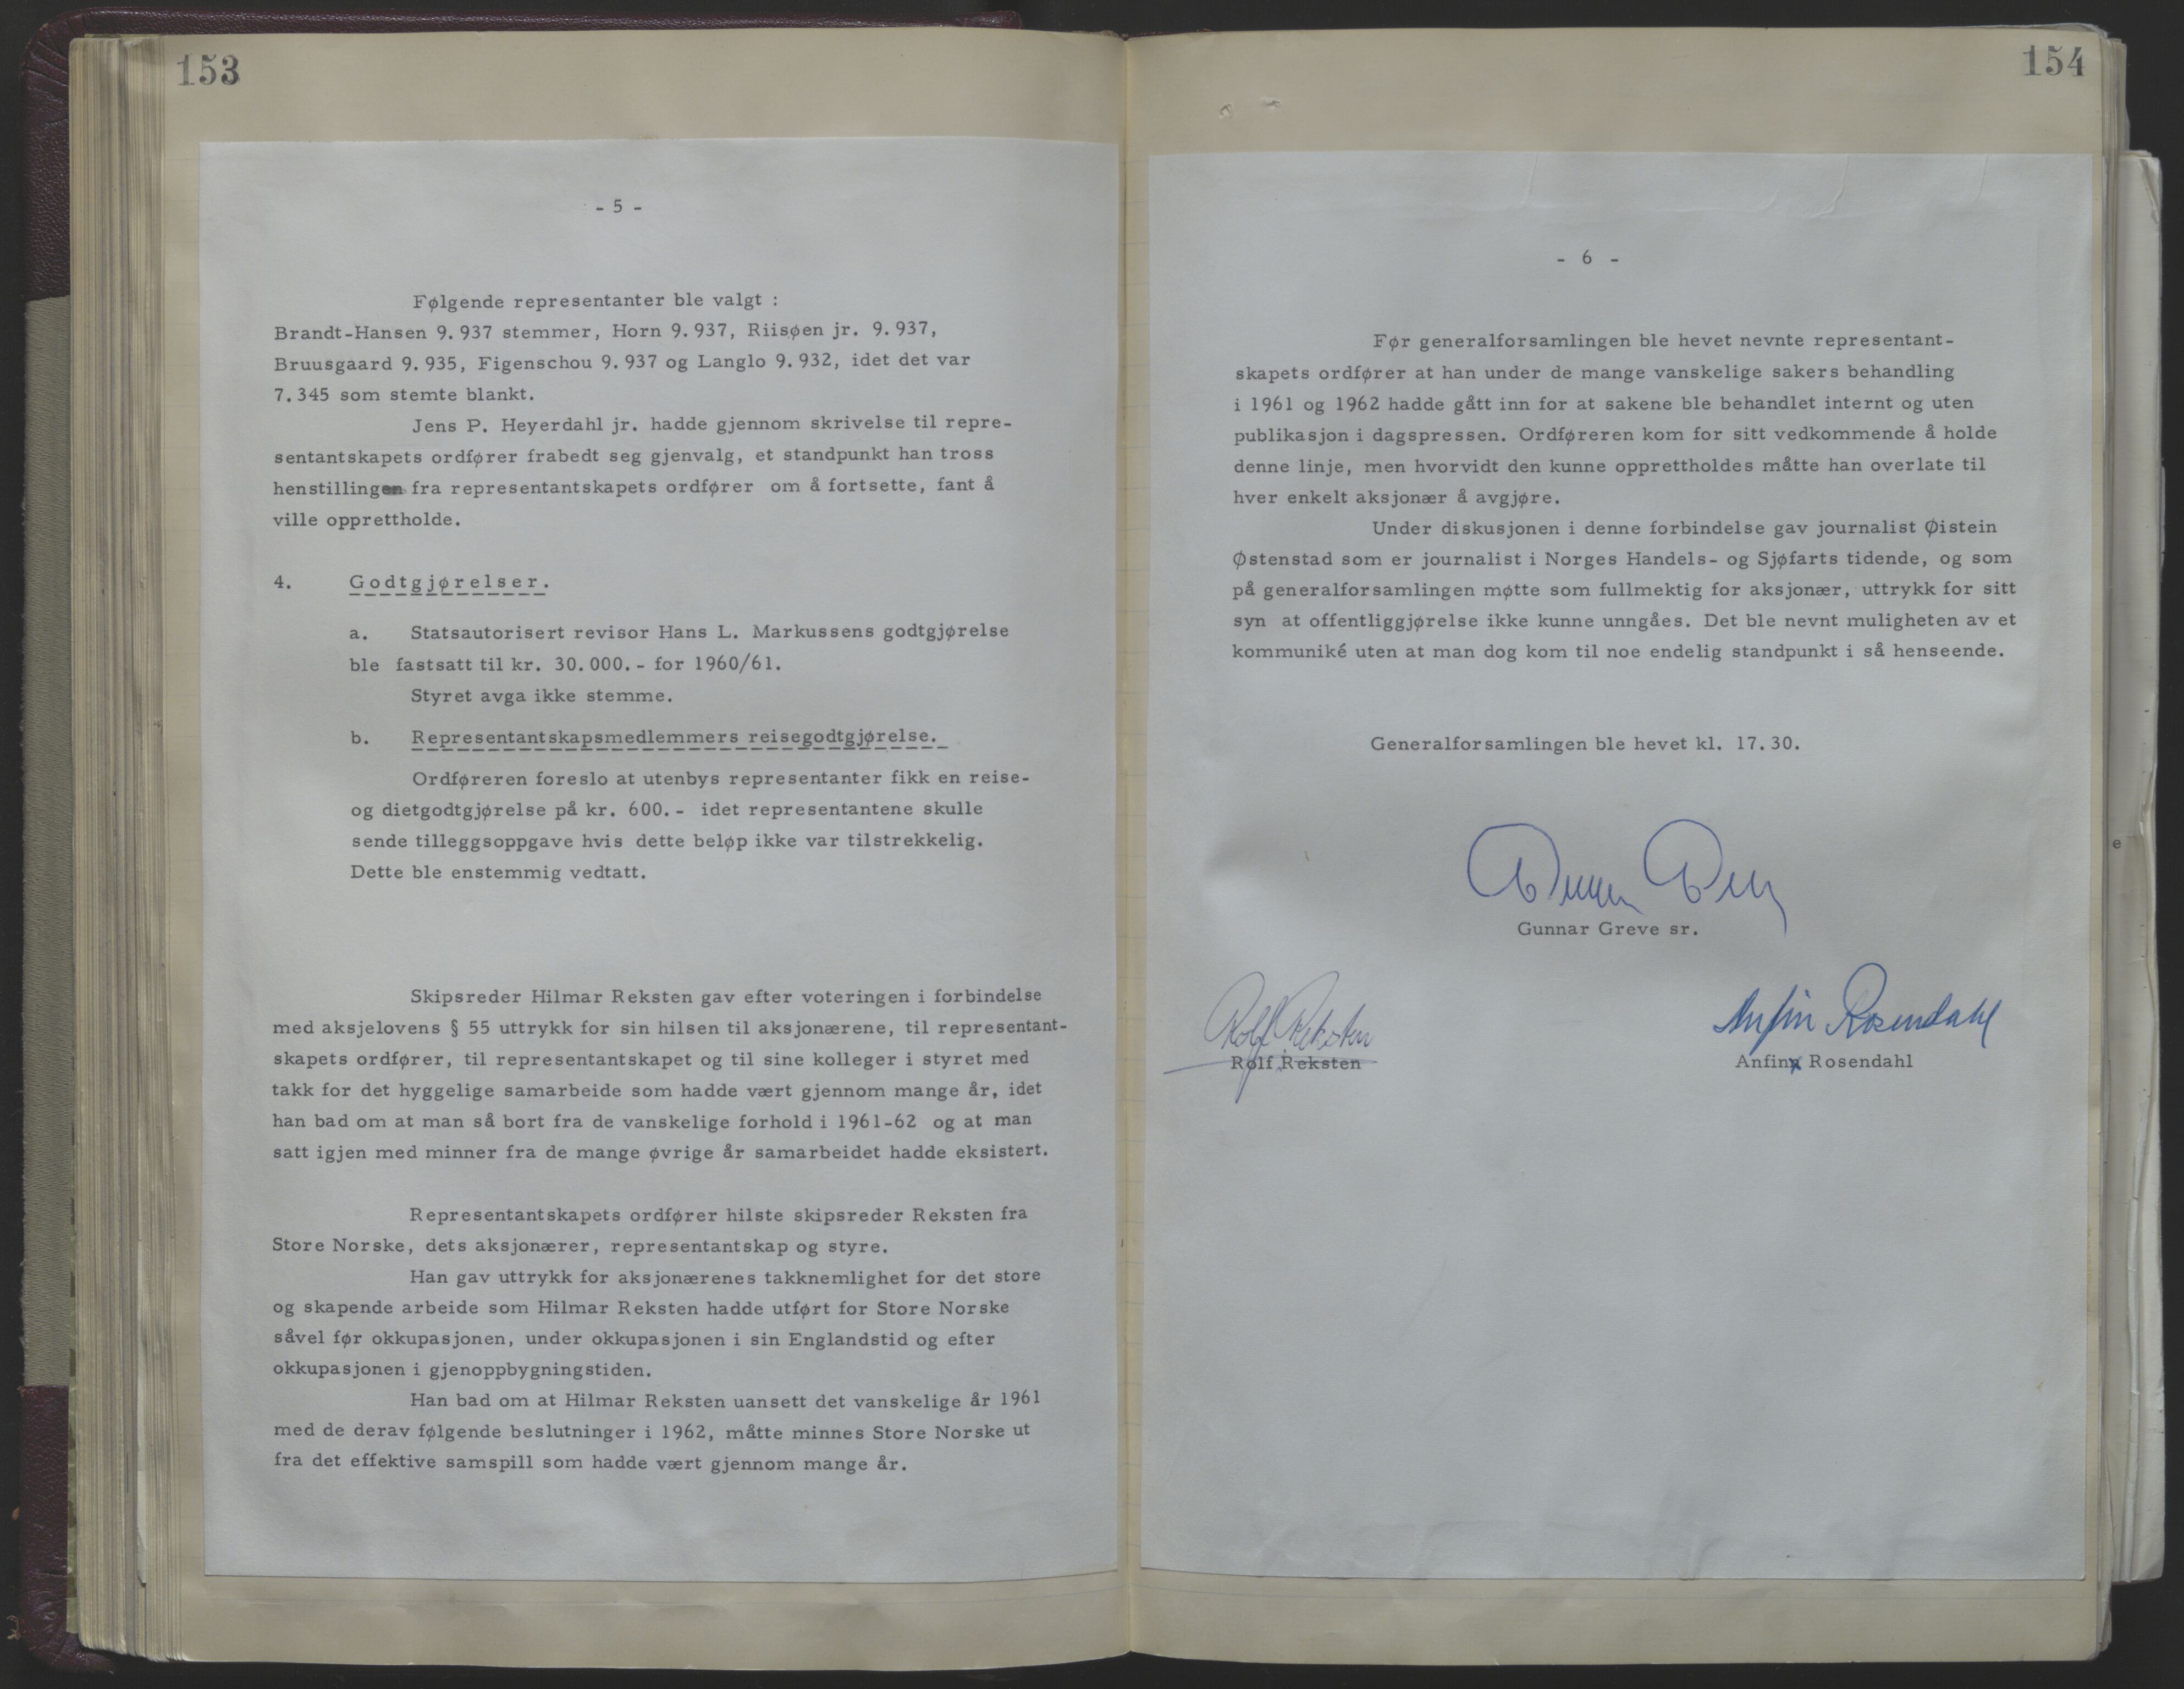 153
- 5 -
Følgende representanter ble valgt :
Brandt-Hansen 9.937 stemmer, Horn 9.937, Riisøen jr. 9.937,
Bruusgaard 9.935, Figenschou 9.937 og Langlo 9.932, idet det var
7.345 som stemte blankt.
Jens P. Heyerdahl jr. hadde gjennom skrivelse til repre-
sentantskapets ordfører frabedt seg gjenvalg, et standpunkt han tross
henstillingen fra representantskapets ordfører om å fortsette, fant å
ville opprettholde.
4. Godtgjørelser.
a. Statsautorisert revisor Hans L. Markussens godtgjørelse
ble fastsatt til kr. 30.000.- for 1960/61.
Styret avga ikke stemme.
b. Representantskapsmedlemmers reisegodtgjørelse.
Ordføreren foreslo at utenbys representanter fikk en reise-
og dietgodtgjørelse på kr. 600.- idet representantene skulle
sende tilleggsoppgave hvis dette beløp ikke var tilstrekkelig.
Dette ble enstemmig vedtatt.
Skipsreder Hilmar Reksten gav efter voteringen i forbindelse
med aksjelovens § 55 uttrykk for sin hilsen til aksjonærene, til representant-
skapets ordfører, til representantskapet og til sine kolleger i styret med
takk for det hyggelige samarbeide som hadde vært gjennom mange år, idet
han bad om at man så bort fra de vanskelige forhold i 1961-62 og at man
satt igjen med minner fra de mange øvrige år samarbeidet hadde eksistert.
Representantskapets ordfører hilste skipsreder Reksten fra
Store Norske, dets aksjonærer, representantskap og styre.
Han gav uttrykk for aksjonærenes takknemlighet for det store
og skapende arbeide som Hilmar Reksten hadde utført for Store Norske
såvel før okkupasjonen, under okkupasjonen i sin Englandstid og efter
okkupasjonen i gjenoppbygningstiden.
Han bad om at Hilmar Reksten uansett det vanskelige år 1961
med de derav følgende beslutninger i 1962, måtte minnes Store Norske ut
fra det effektive samspill som hadde vært gjennom mange år.
154
- 6 -
Før generalforsamlingen ble hevet nevnte representant-
skapets ordfører at han under de mange vanskelige sakers behandling
i 1961 og 1962 hadde gått inn for at sakene ble behandlet internt og uten
publikasjon i dagspressen. Ordføreren kom for sitt vedkommende å holde
denne linje, men hvorvidt den kunne opprettholdes måtte han overlate til
hver enkelt aksjonær å avgjøre.
Under diskusjonen i denne forbindelse gav journalist Øistein
Østenstad som er journalist i Norges Handels- og Sjøfarts tidende, og som
på generalforsamlingen møtte som fullmektig for aksjonær, uttrykk for sitt
syn at offentliggjørelse ikke kunne unngåes. Det ble nevnt muligheten av et
kommuniké uten at man dog kom til noe endelig standpunkt i så henseende.
Generalforsamlingen ble hevet kl. 17.30.
Gunnar Greve
Gunnar Greve sr.
Rolf Reksten
Anfin Rosendahl
Rolf Reksten
Anfinn Rosendahl
e